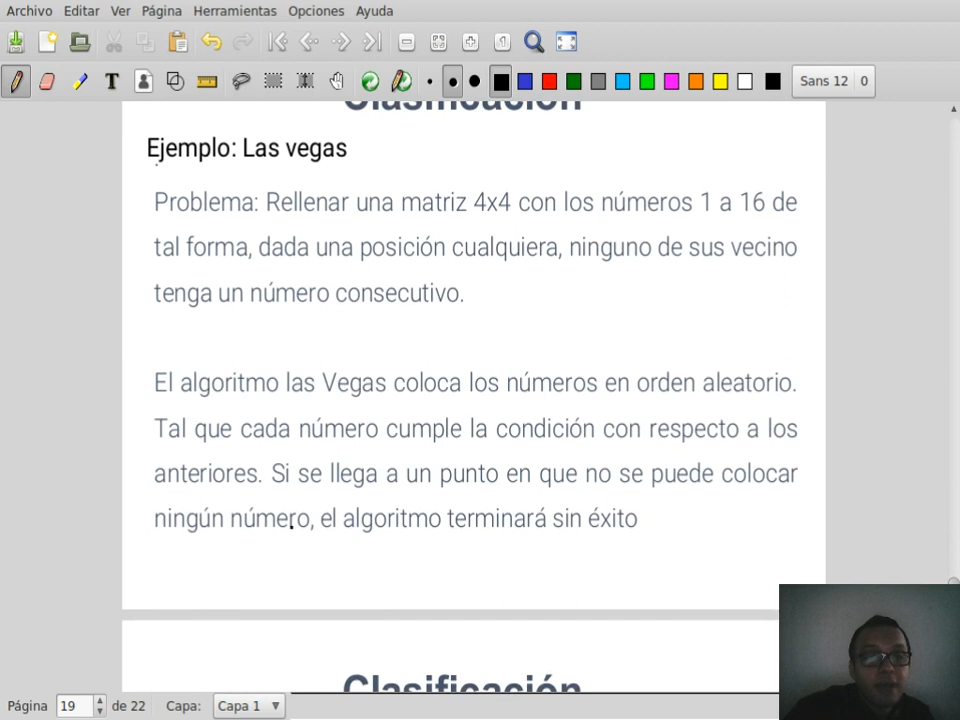 Archivo Editar Ver Página Herramientas Opciones Ayuda
T Sans 12 0
Clasificación
Ejemplo: Las vegas
Problema: Rellenar una matriz 4x4 con los números 1 a 16 de
tal forma, dada una posición cualquiera, ninguno de sus vecino
tenga un número consecutivo.
El algoritmo las Vegas coloca los números en orden aleatorio.
Tal que cada número cumple la condición con respecto a los
anteriores. Si se llega a un punto en que no se puede colocar
ningún número, el algoritmo terminará sin éxito
Clasificación
Página 19 de 22 Capa: Capa 1